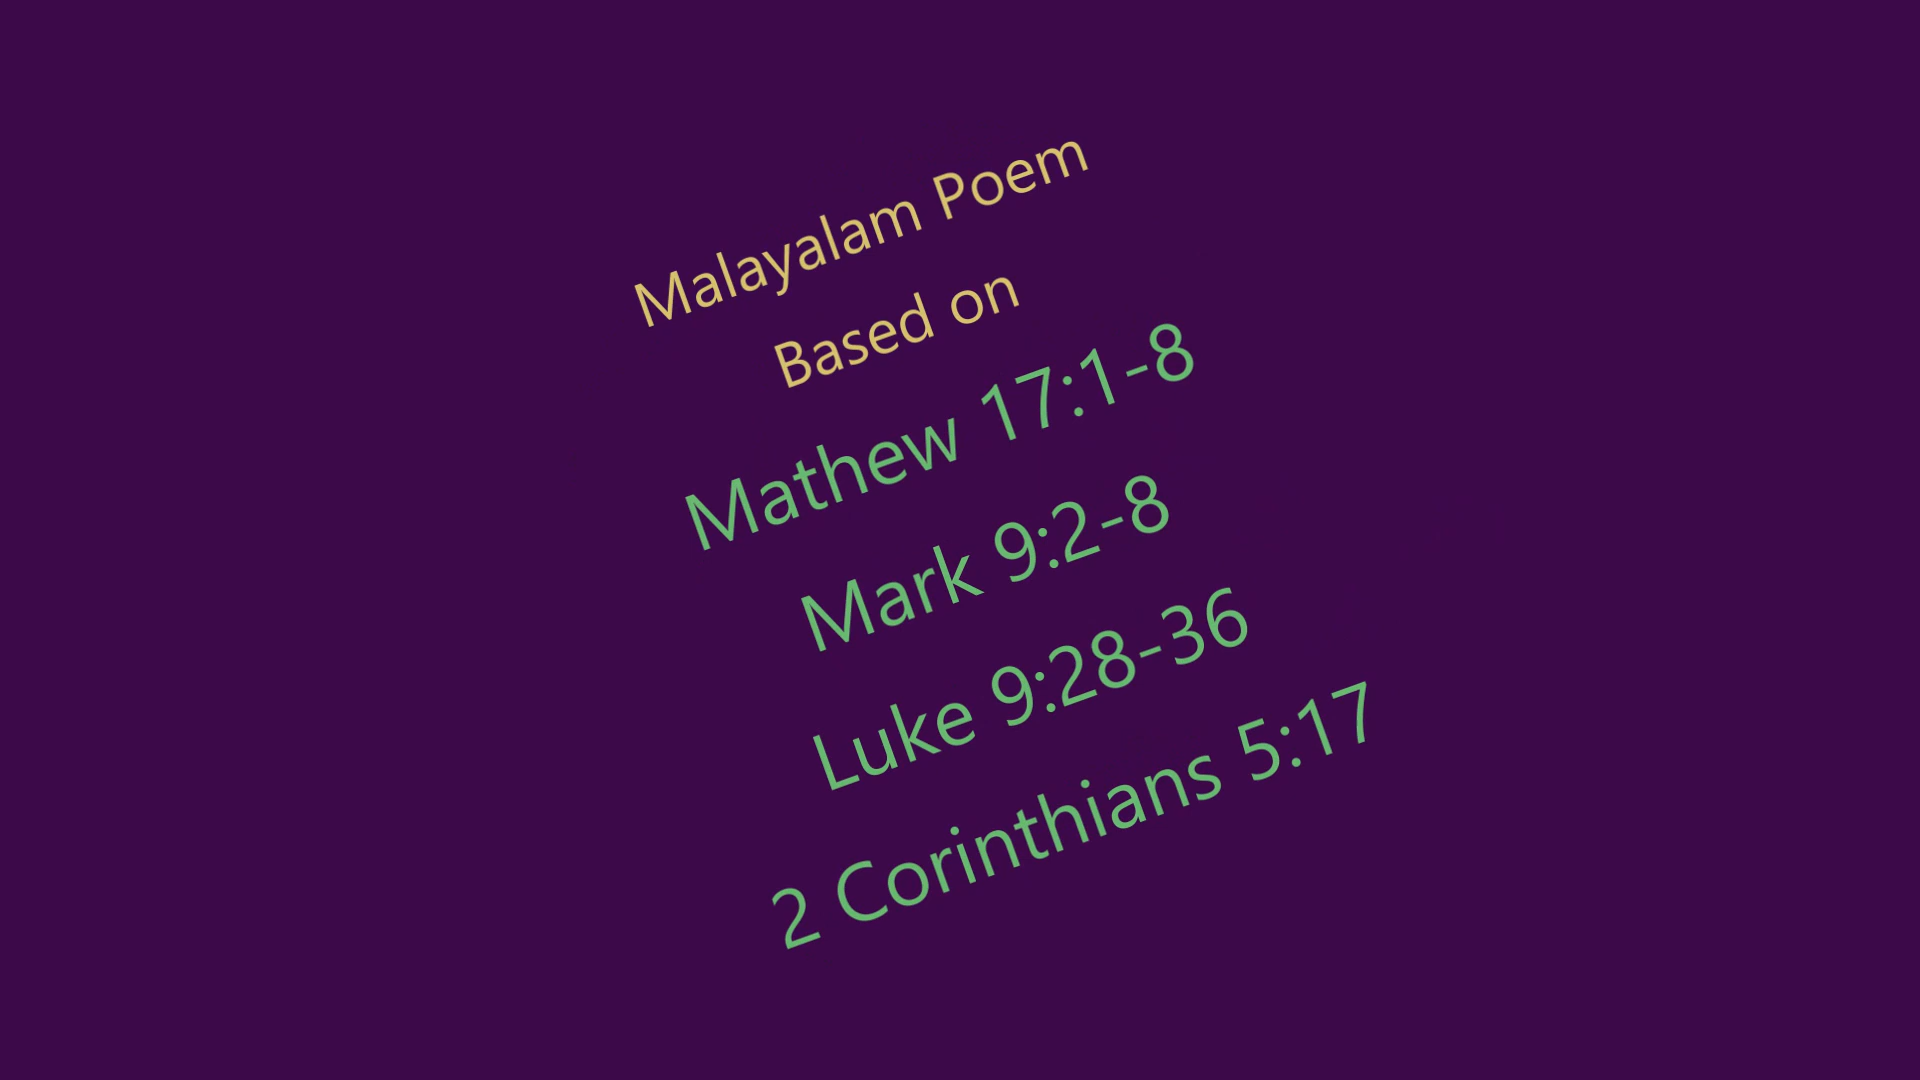 Malayalam Poem
Based on
Mathew 17:1-8
Mark 9:2-8
Luke 9:28-36
2 Corinthians 5:17